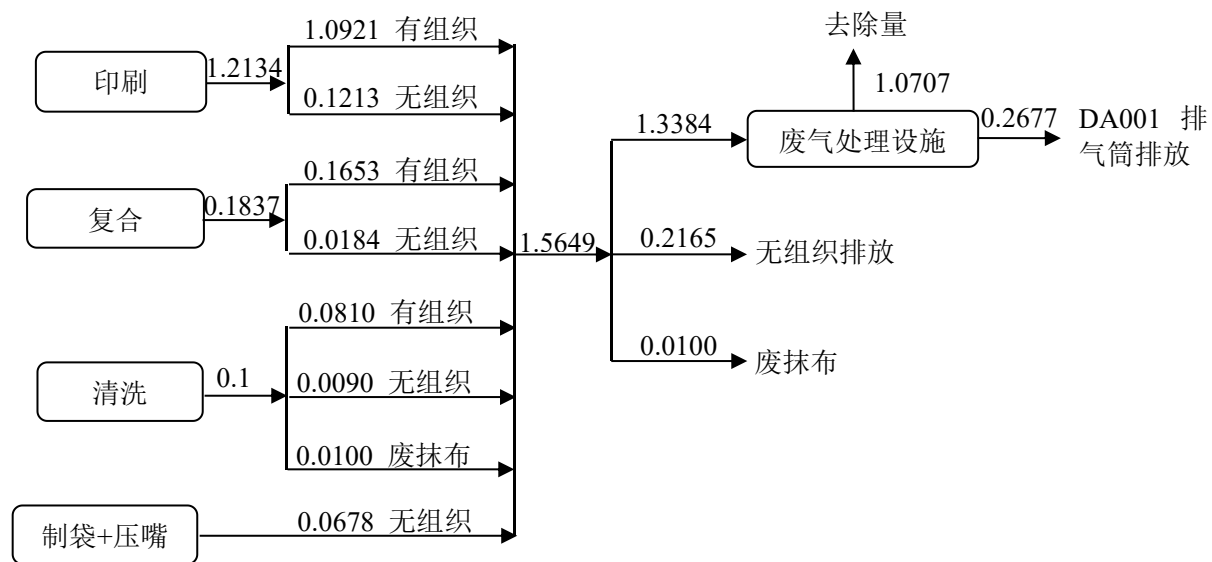 去除量
1.0921 有组织
印刷
1.2134
1.0707
0.1213 无组织
1.3384
废气处理设施
0.2677
DA001 排
气筒排放
0.1653 有组织
复合
0.1837
0.0184 无组织
1.5649
0.2165
无组织排放
0.0810 有组织
0.0100
废抹布
清洗
0.1
0.0090 无组织
0.0100 废抹布
0.0678 无组织
制袋+压嘴